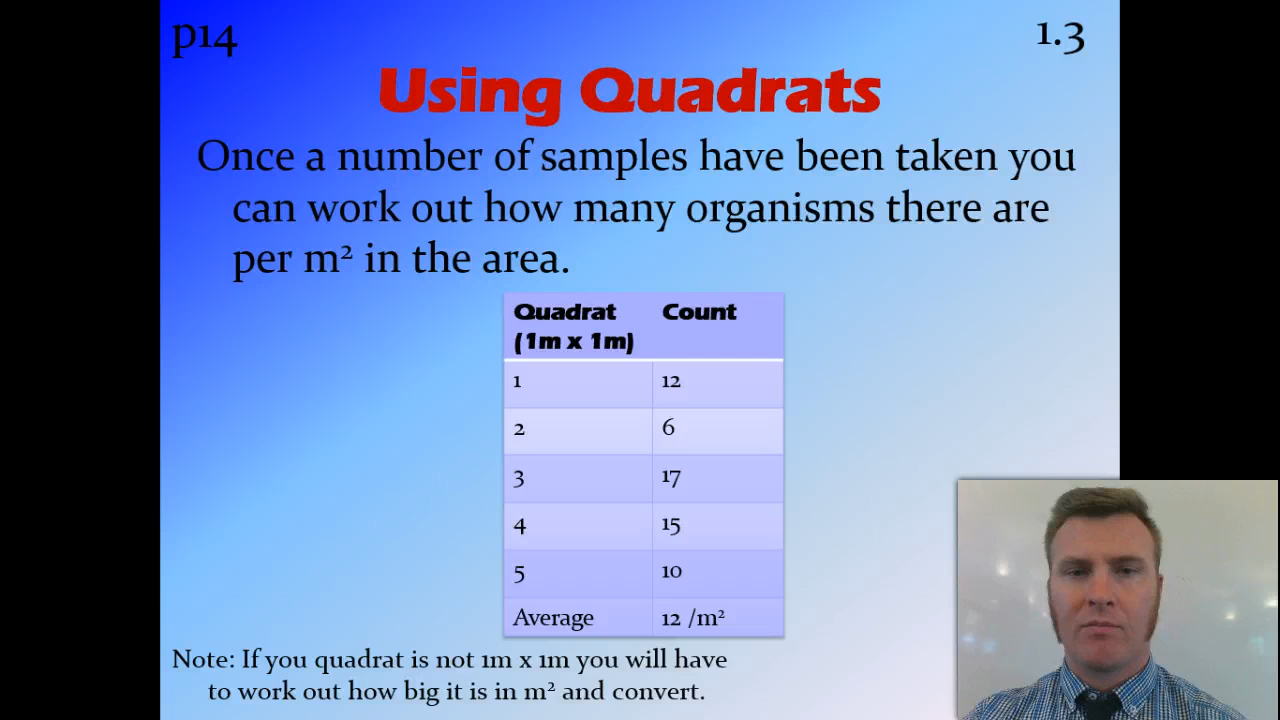 p14
1.3
Using Quadrats
Once a number of samples have been taken you
can work out how many organisms there are
per m² in the area.
Quadrat Count
(1m x 1m)
1 12
2 6
3 17
4 15
5 10
Average 12 /m²
Note: If you quadrat is not 1m x 1m you will have
to work out how big it is in m² and convert.